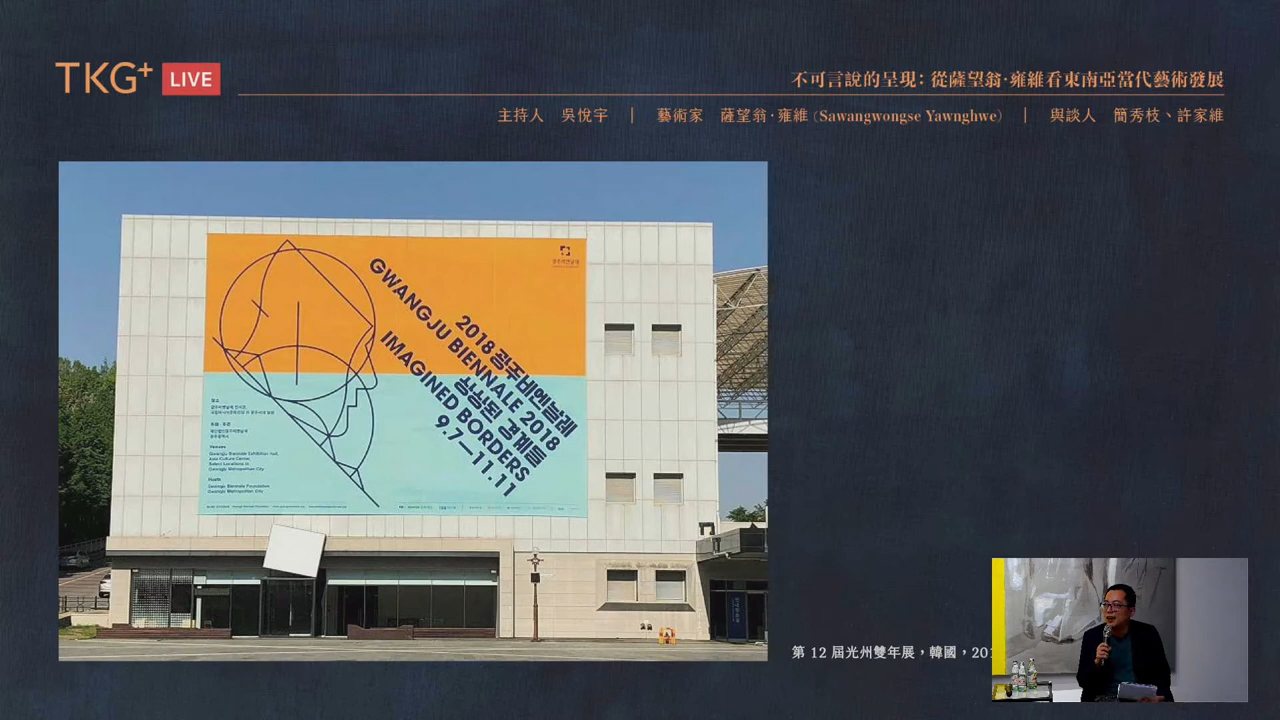 TKG+ LIVE
不可言說的呈現：從薩望翁·雍維看東南亞當代藝術發展
主持人 吳悅宇 ｜ 藝術家 薩望翁·雍維 (Sawangwongse Yawnghwe) ｜ 與談人 簡秀枝、許家維
GWANGJU BIENNALE 2018
2018 광주비엔날레
IMAGINED BORDERS
상상된 경계들
9.7—11.11
Venues
Gwangju Biennale Exhibition Hall,
Asia Culture Center,
Gwangju Metropolitan City
Gwangju Biennale Foundation
Gwangju Metropolitan City
第 12 屆光州雙年展，韓國，201